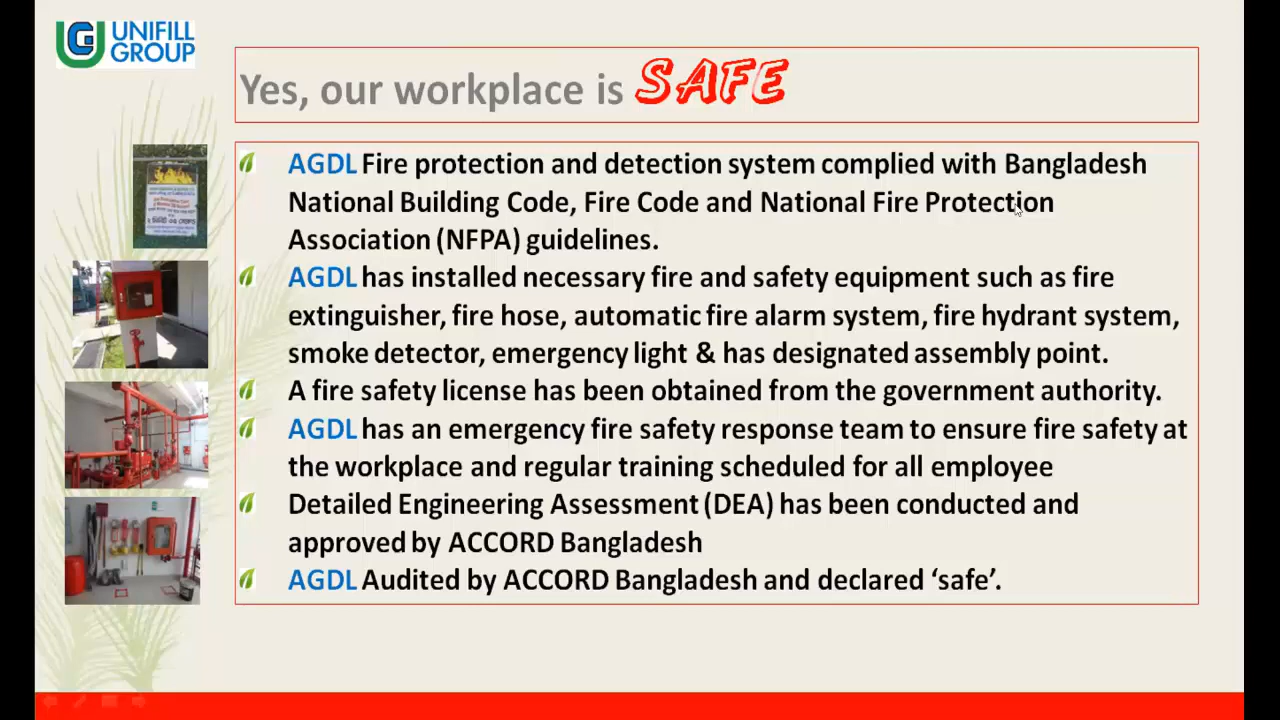 UNIFILL
GROUP
Yes, our workplace is SAFE
AGDL Fire protection and detection system complied with Bangladesh
National Building Code, Fire Code and National Fire Protection
Association (NFPA) guidelines.
AGDL has installed necessary fire and safety equipment such as fire
extinguisher, fire hose, automatic fire alarm system, fire hydrant system,
smoke detector, emergency light & has designated assembly point.
A fire safety license has been obtained from the government authority.
AGDL has an emergency fire safety response team to ensure fire safety at
the workplace and regular training scheduled for all employee
Detailed Engineering Assessment (DEA) has been conducted and
approved by ACCORD Bangladesh
AGDL Audited by ACCORD Bangladesh and declared ‘safe’.